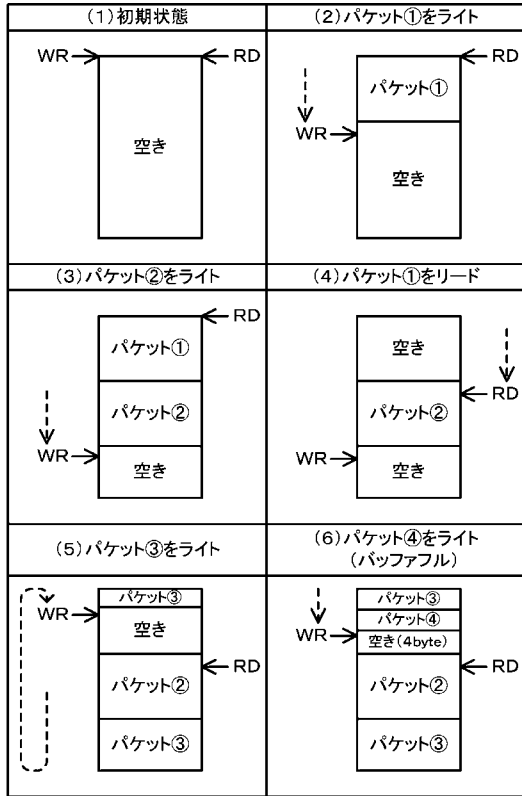 (1)初期状態
WR
RD
空き
(2)パケット①をライト
RD
パケット①
WR
空き
(3)パケット②をライト
RD
パケット①
パケット②
WR
空き
(4)パケット①をリード
空き
RD
パケット②
WR
空き
(5)パケット③をライト
パケット③
WR
空き
RD
パケット②
パケット③
(6)パケット④をライト
(バッファフル)
パケット③
パケット④
WR
空き(4byte)
RD
パケット②
パケット③